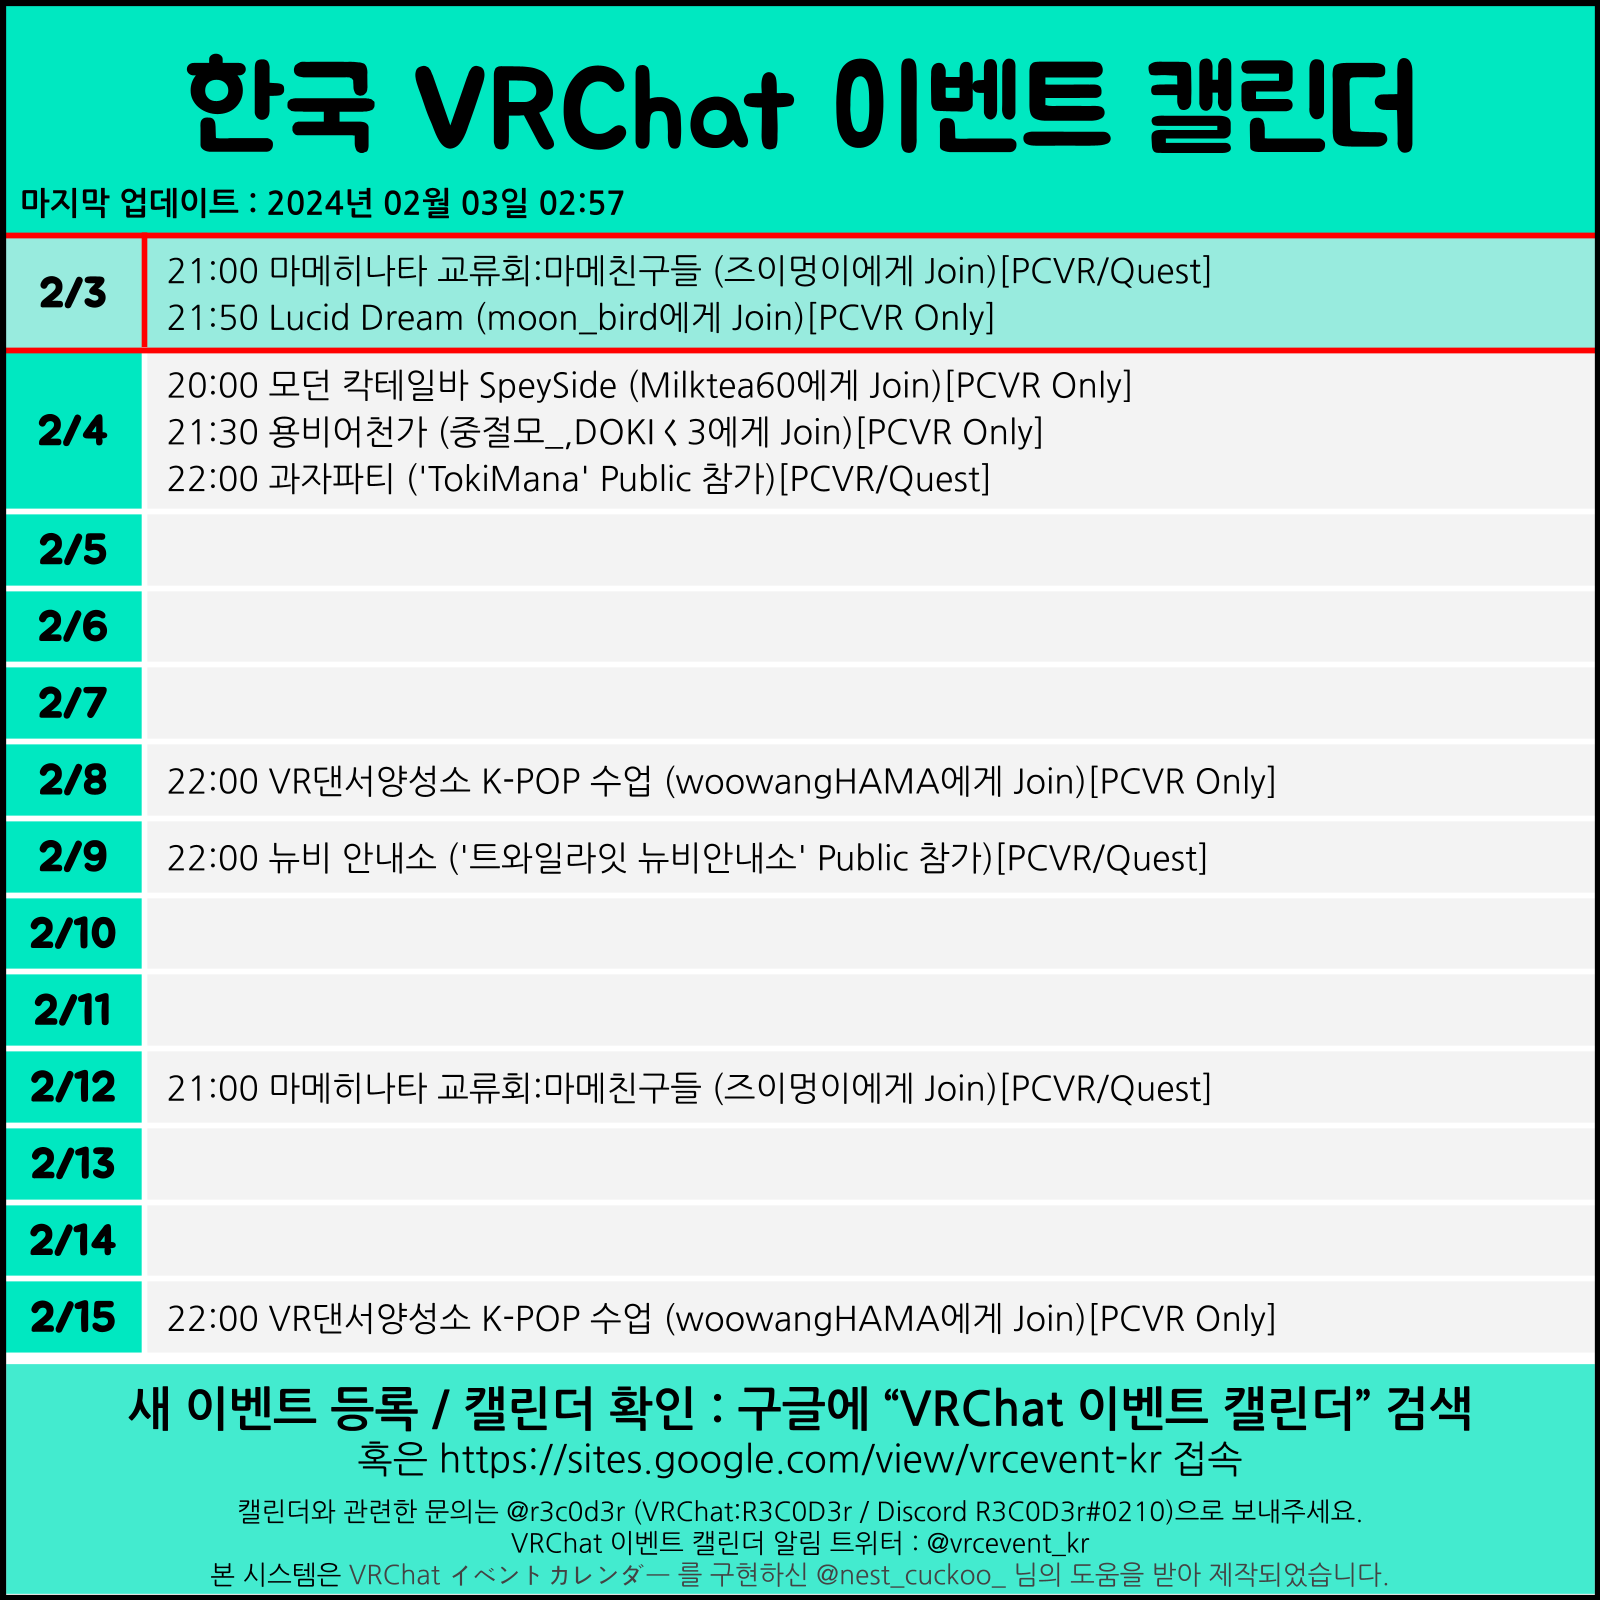 한국 VRChat 이벤트 캘린더
마지막 업데이트 : 2024년 02월 03일 02:57
2/3
21:00 마메히나타 교류회:마메친구들 (즈이멍이에게 Join)[PCVR/Quest]
21:50 Lucid Dream (moon_bird에게 Join)[PCVR Only]
2/4
20:00 모던 칵테일바 SpeySide (Milktea60에게 Join)[PCVR Only]
21:30 용비어천가 (중절모_,DOKIく3에게 Join)[PCVR Only]
22:00 과자파티 ('TokiMana' Public 참가)[PCVR/Quest]
2/5
2/6
2/7
2/8
22:00 VR댄서양성소 K-POP 수업 (woowangHAMA에게 Join)[PCVR Only]
2/9
22:00 뉴비 안내소 ('트와일라잇 뉴비안내소' Public 참가)[PCVR/Quest]
2/10
2/11
2/12
21:00 마메히나타 교류회:마메친구들 (즈이멍이에게 Join)[PCVR/Quest]
2/13
2/14
2/15
22:00 VR댄서양성소 K-POP 수업 (woowangHAMA에게 Join)[PCVR Only]
새 이벤트 등록 / 캘린더 확인 : 구글에 “VRChat 이벤트 캘린더” 검색
혹은 https://sites.google.com/view/vrcevent-kr 접속
캘린더와 관련한 문의는 @r3c0d3r (VRChat:R3C0D3r / Discord R3C0D3r#0210)으로 보내주세요.
VRChat 이벤트 캘린더 알림 트위터 : @vrcevent_kr
본 시스템은 VRChat イベントカレンダー 를 구현하신 @nest_cuckoo_ 님의 도움을 받아 제작되었습니다.